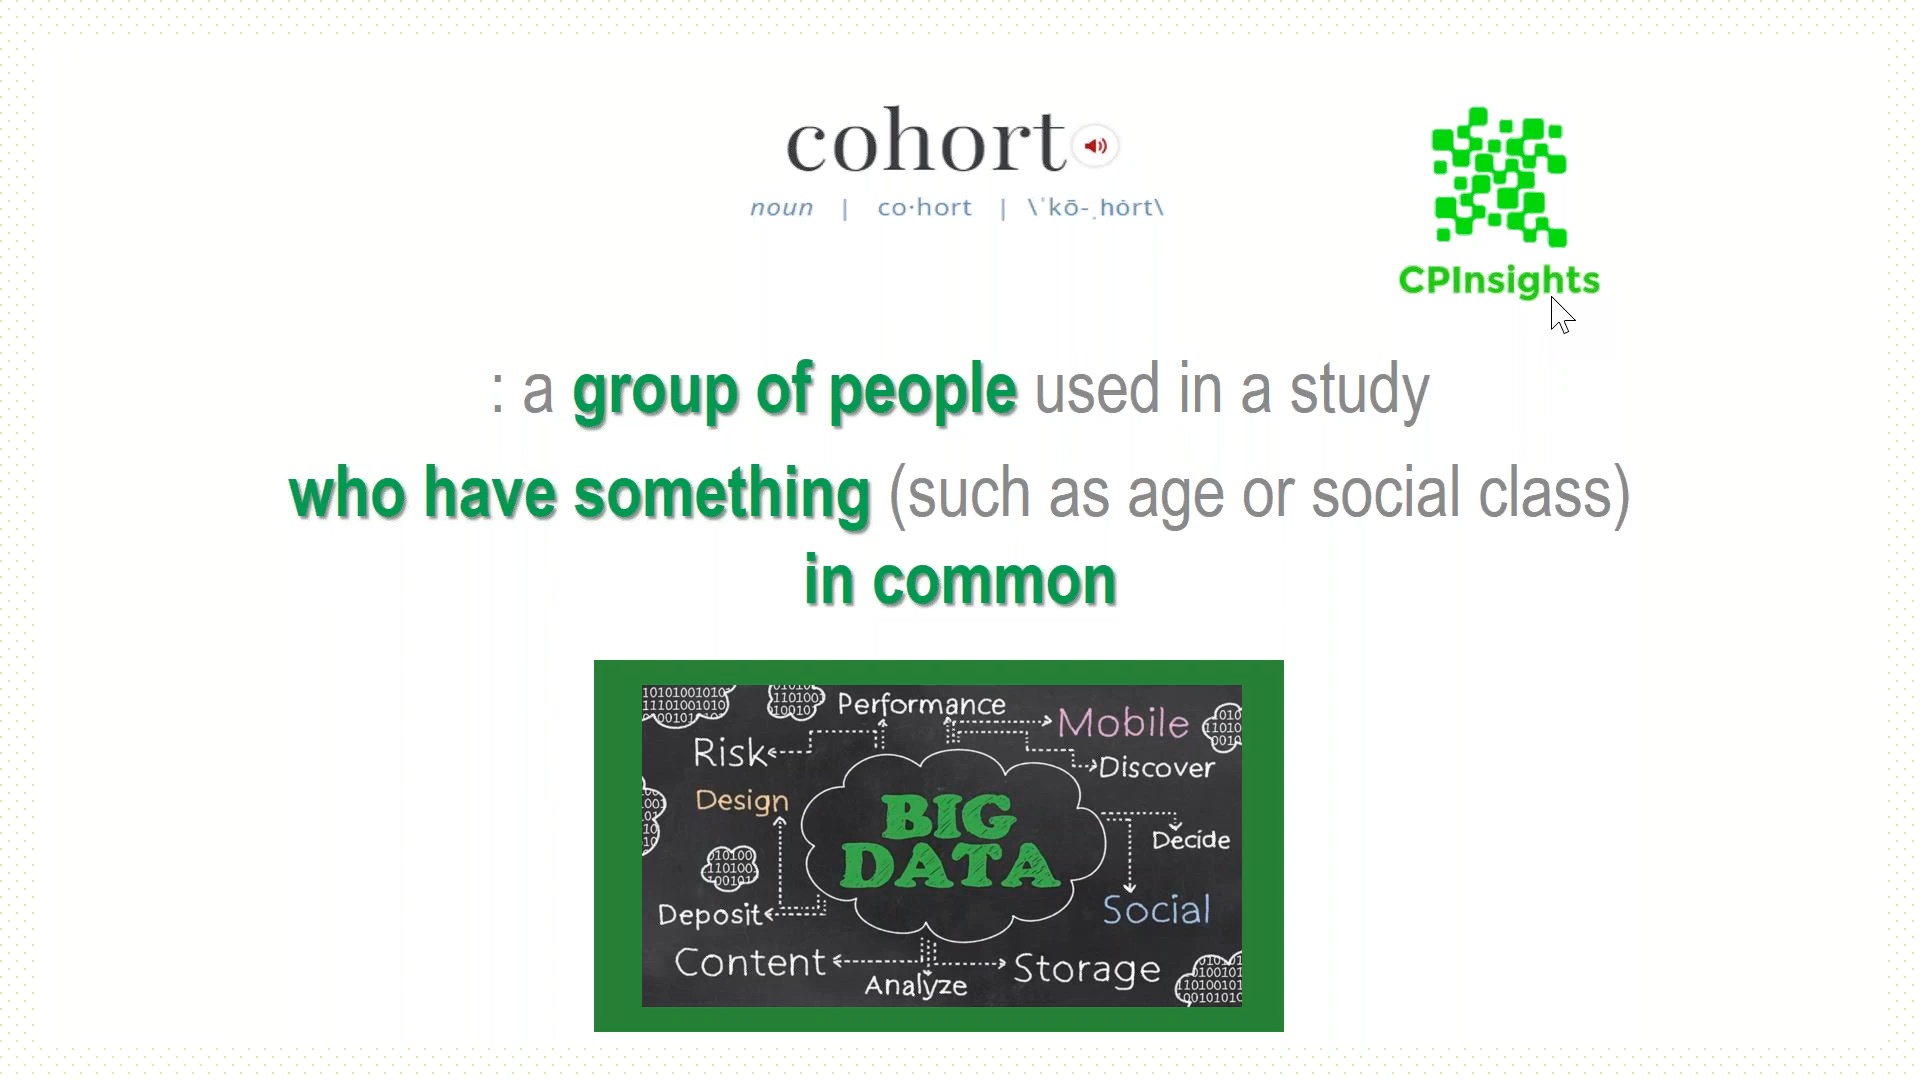 cohort
noun | co·hort | \ˈkō-ˌhȯrt\
CPInsights
: a group of people used in a study
who have something (such as age or social class)
in common
Performance
Mobile
Risk
Discover
Design
BIG
DATA
Decide
Deposit
Social
Content
Storage
Analyze